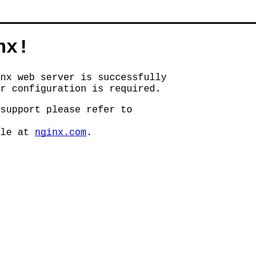 nx!
nx web server is successfully
r configuration is required.
support please refer to
le at nginx.com.